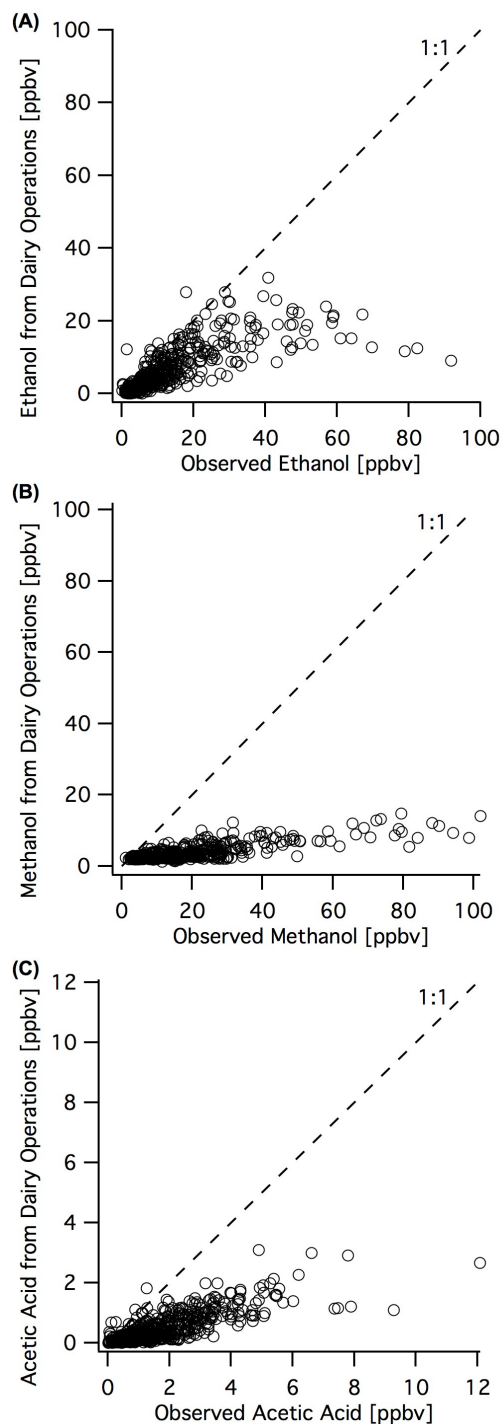 (A)
100
80
60
40
20
0
1:1
Ethanol from Dairy Operations [ppbv]
0 20 40 60 80 100
Observed Ethanol [ppbv]
(B)
100
80
60
40
20
0
1:1
Methanol from Dairy Operations [ppbv]
0 20 40 60 80 100
Observed Methanol [ppbv]
(C)
12
10
8
6
4
2
0
1:1
Acetic Acid from Dairy Operations [ppbv]
0 2 4 6 8 10 12
Observed Acetic Acid [ppbv]